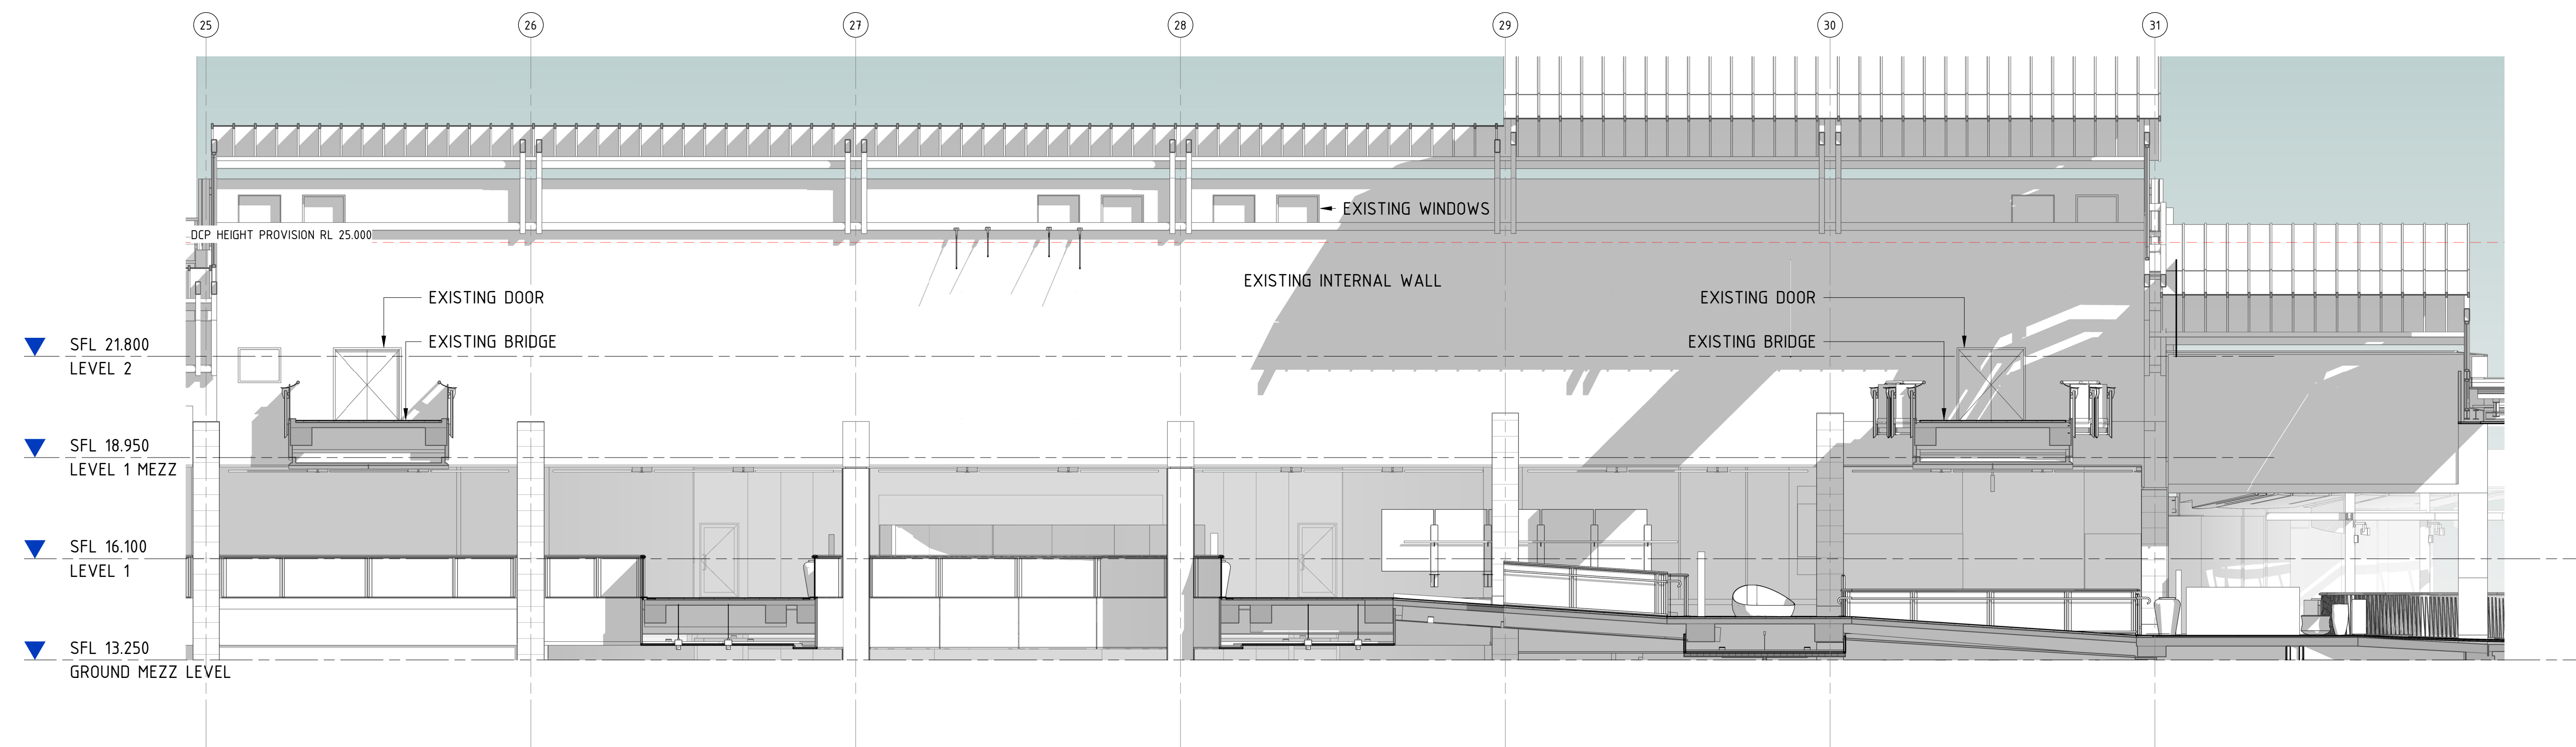 25 26 27 28 29 30 31
EXISTING WINDOWS
DCP HEIGHT PROVISION RL 25.000
EXISTING INTERNAL WALL
EXISTING DOOR
EXISTING DOOR
EXISTING BRIDGE
EXISTING BRIDGE
SFL 21.800
LEVEL 2
SFL 18.950
LEVEL 1 MEZZ
SFL 16.100
LEVEL 1
SFL 13.250
GROUND MEZZ LEVEL